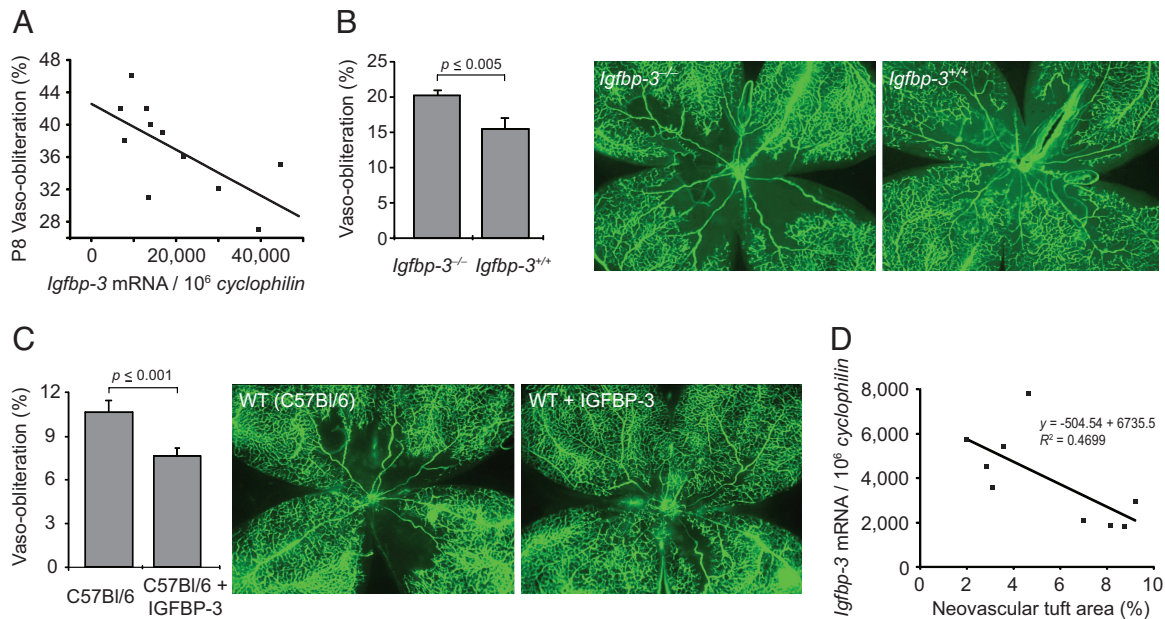 A
P8 Vaso-obliteration (%)
48
44
40
36
32
28
0
20,000
40,000
Igfbp-3 mRNA / 10⁶ cyclophilin
B
Vaso-obliteration (%)
25
20
15
10
5
0
p ≤ 0.005
Igfbp-3⁻/⁻
Igfbp-3⁺/⁺
Igfbp-3⁻/⁻
Igfbp-3⁺/⁺
C
Vaso-obliteration (%)
12
9
6
3
0
p ≤ 0.001
C57Bl/6
C57Bl/6 +
IGFBP-3
WT (C57Bl/6)
WT + IGFBP-3
D
Igfbp-3 mRNA / 10⁶ cyclophilin
8,000
6,000
4,000
2,000
0
y = -504.54 + 6735.5
R² = 0.4699
0
2
4
6
8
10
Neovascular tuft area (%)